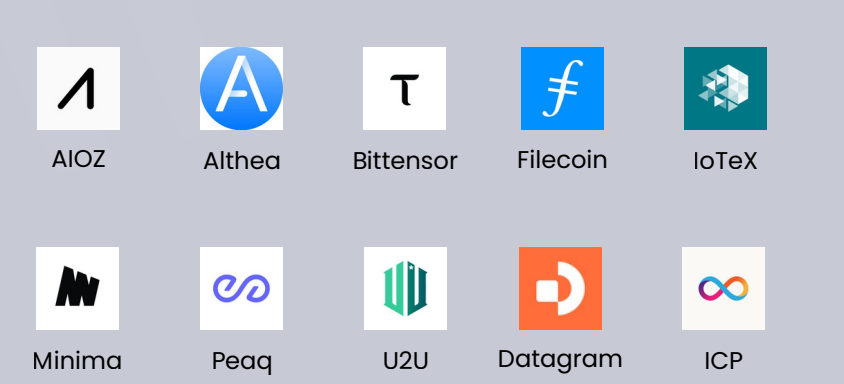 AIOZ
Althea
Bittensor
Filecoin
IoTeX
Minima
Peaq
U2U
Datagram
ICP